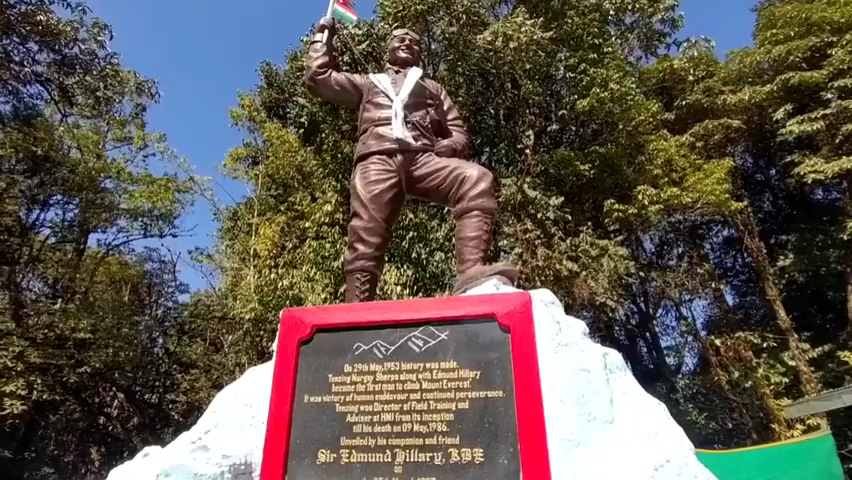 On 29th May, 1953 history was made.
Tenzing Norgay Sherpa along with Edmund Hillary
became the first man to climb 'Mount Everest'.
It was victory of human endeavour and continued perseverance.
Tenzing was Director of Field Training and
Adviser at HMI from its inception
till his death on 09 May, 1986.
Unveiled by his companion and friend
Sir Edmund Hillary, KBE
on